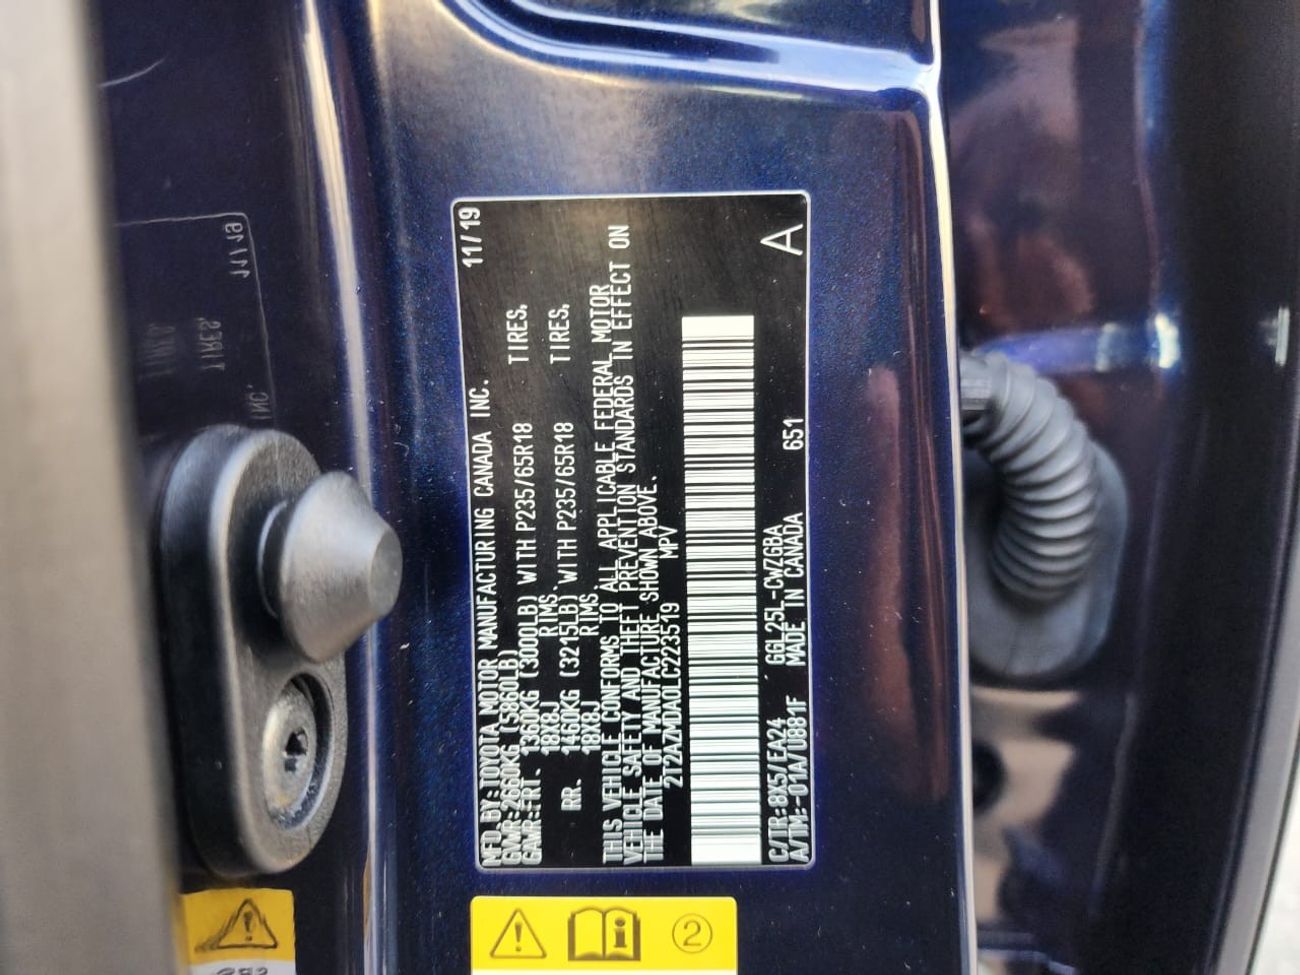 MFD.BY:TOYOTA MOTOR MANUFACTURING CANADA INC. 11/19
GVWR:2660KG (5860LB)
GAWR:FRT. 1360KG (3000LB) WITH P235/65R18 TIRES,
18X8J RIMS.
RR. 1460KG (3215LB) WITH P235/65R18 TIRES,
18X8J RIMS.
THIS VEHICLE CONFORMS TO ALL APPLICABLE FEDERAL MOTOR
VEHICLE SAFETY AND THEFT PREVENTION STANDARDS IN EFFECT ON
THE DATE OF MANUFACTURE SHOWN ABOVE.
2T2AZMDA0LC223519 MPV
C/TR:8X5/EA24 GGL25L-CWZGBA
A/TM:-01A/U881F MADE IN CANADA 651 A
2